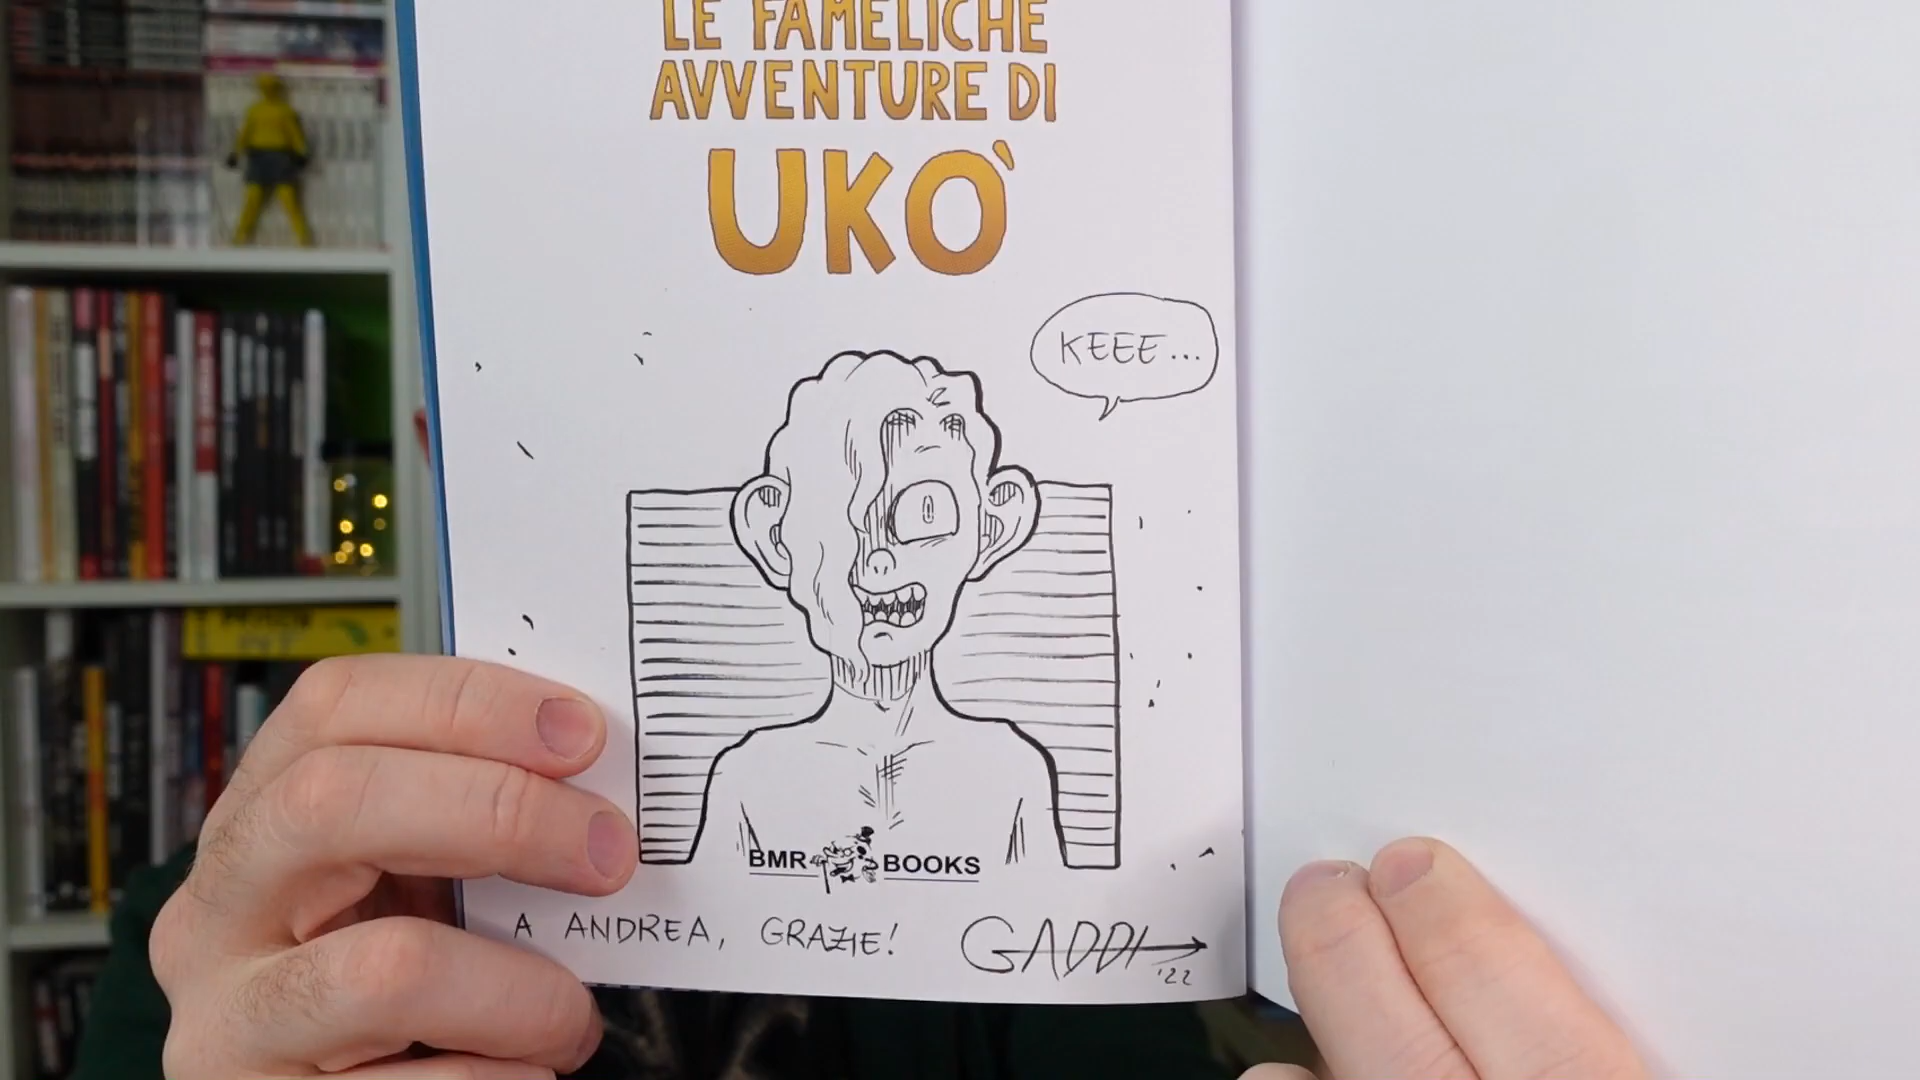 LE FAMELICHE
AVVENTURE DI
UKÒ
KEEE...
BMR BOOKS
A ANDREA, GRAZIE! GADDI
'22